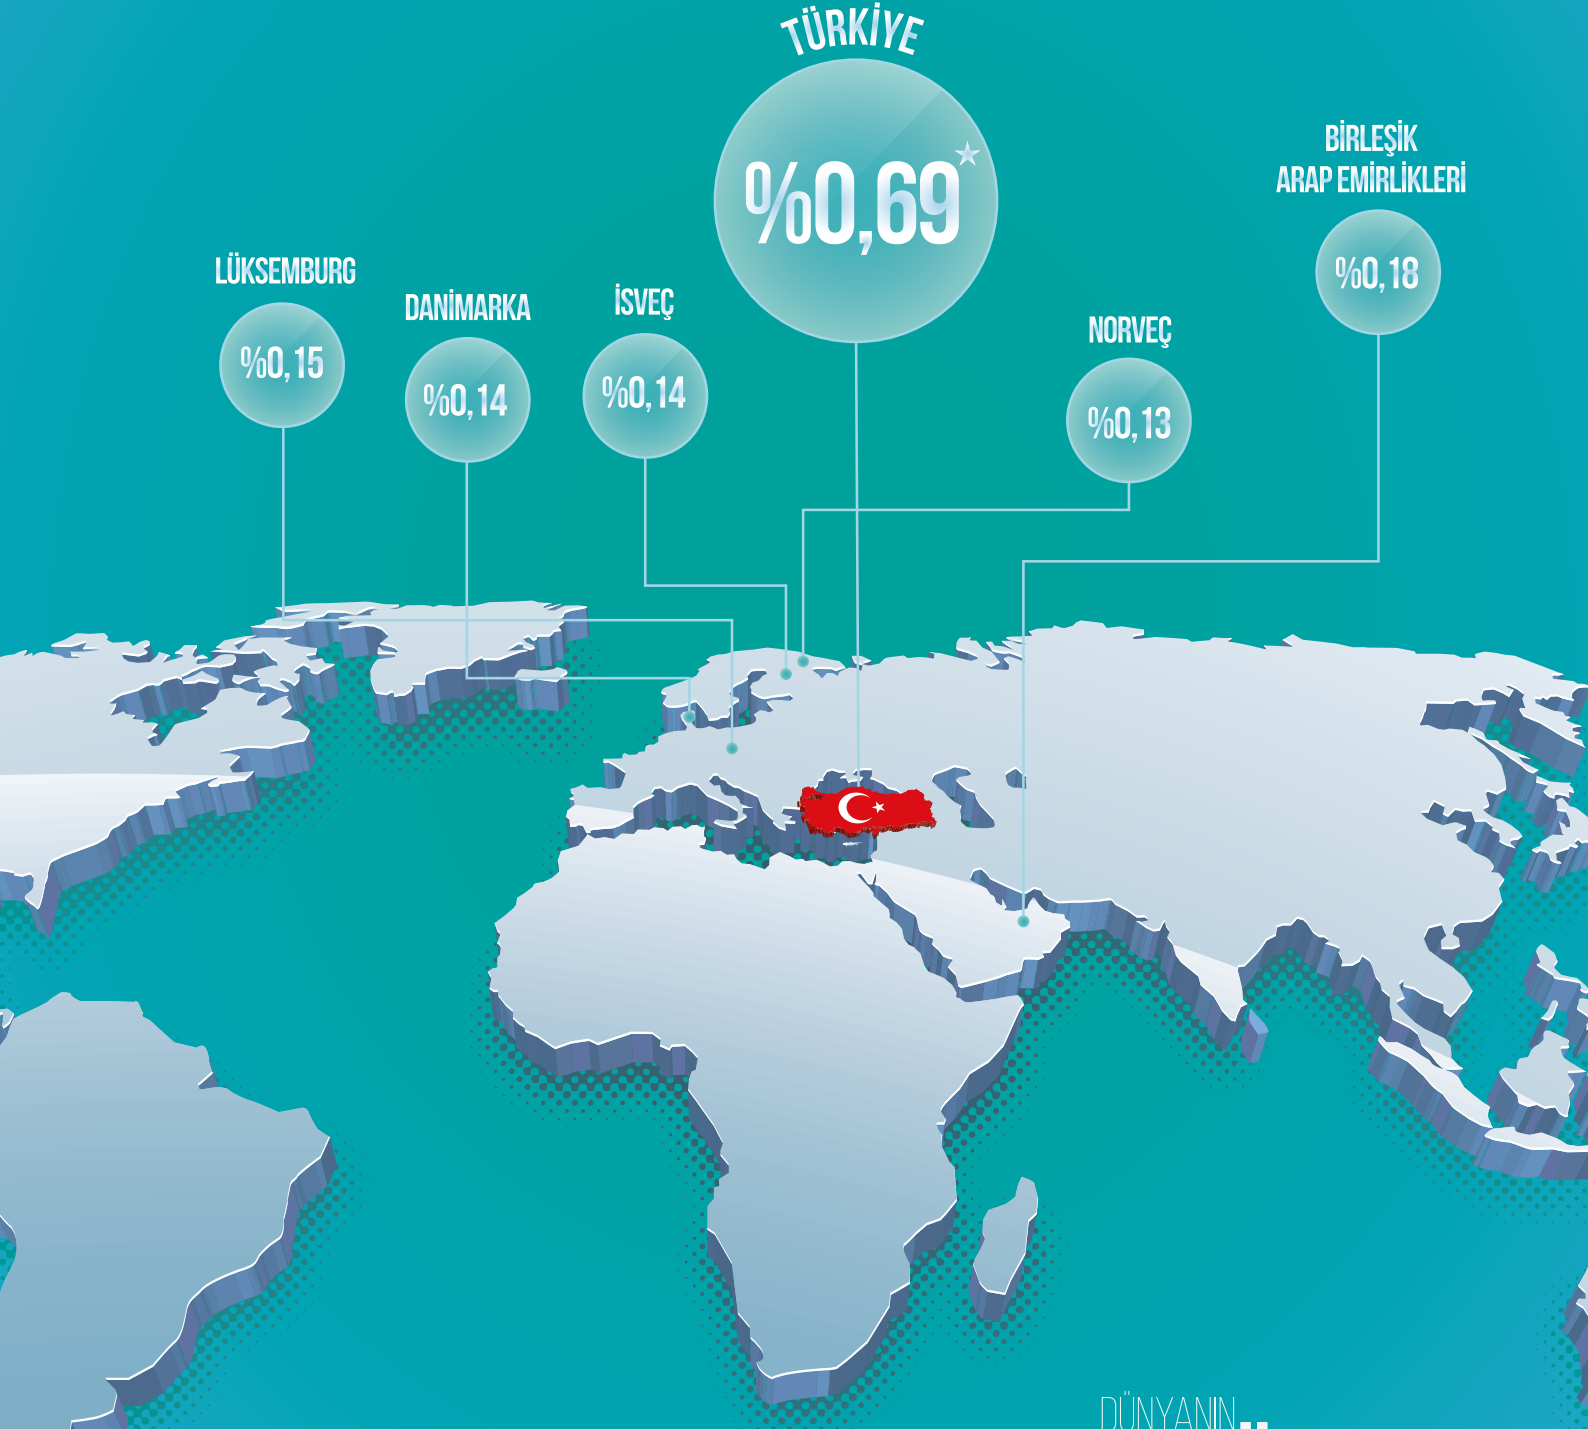 TÜRKİYE
%0,69
BİRLEŞİK
ARAP EMİRLİKLERİ
%0,18
LÜKSEMBURG
%0,15
DANİMARKA
%0,14
İSVEÇ
%0,14
NORVEÇ
%0,13
DÜNYANIN